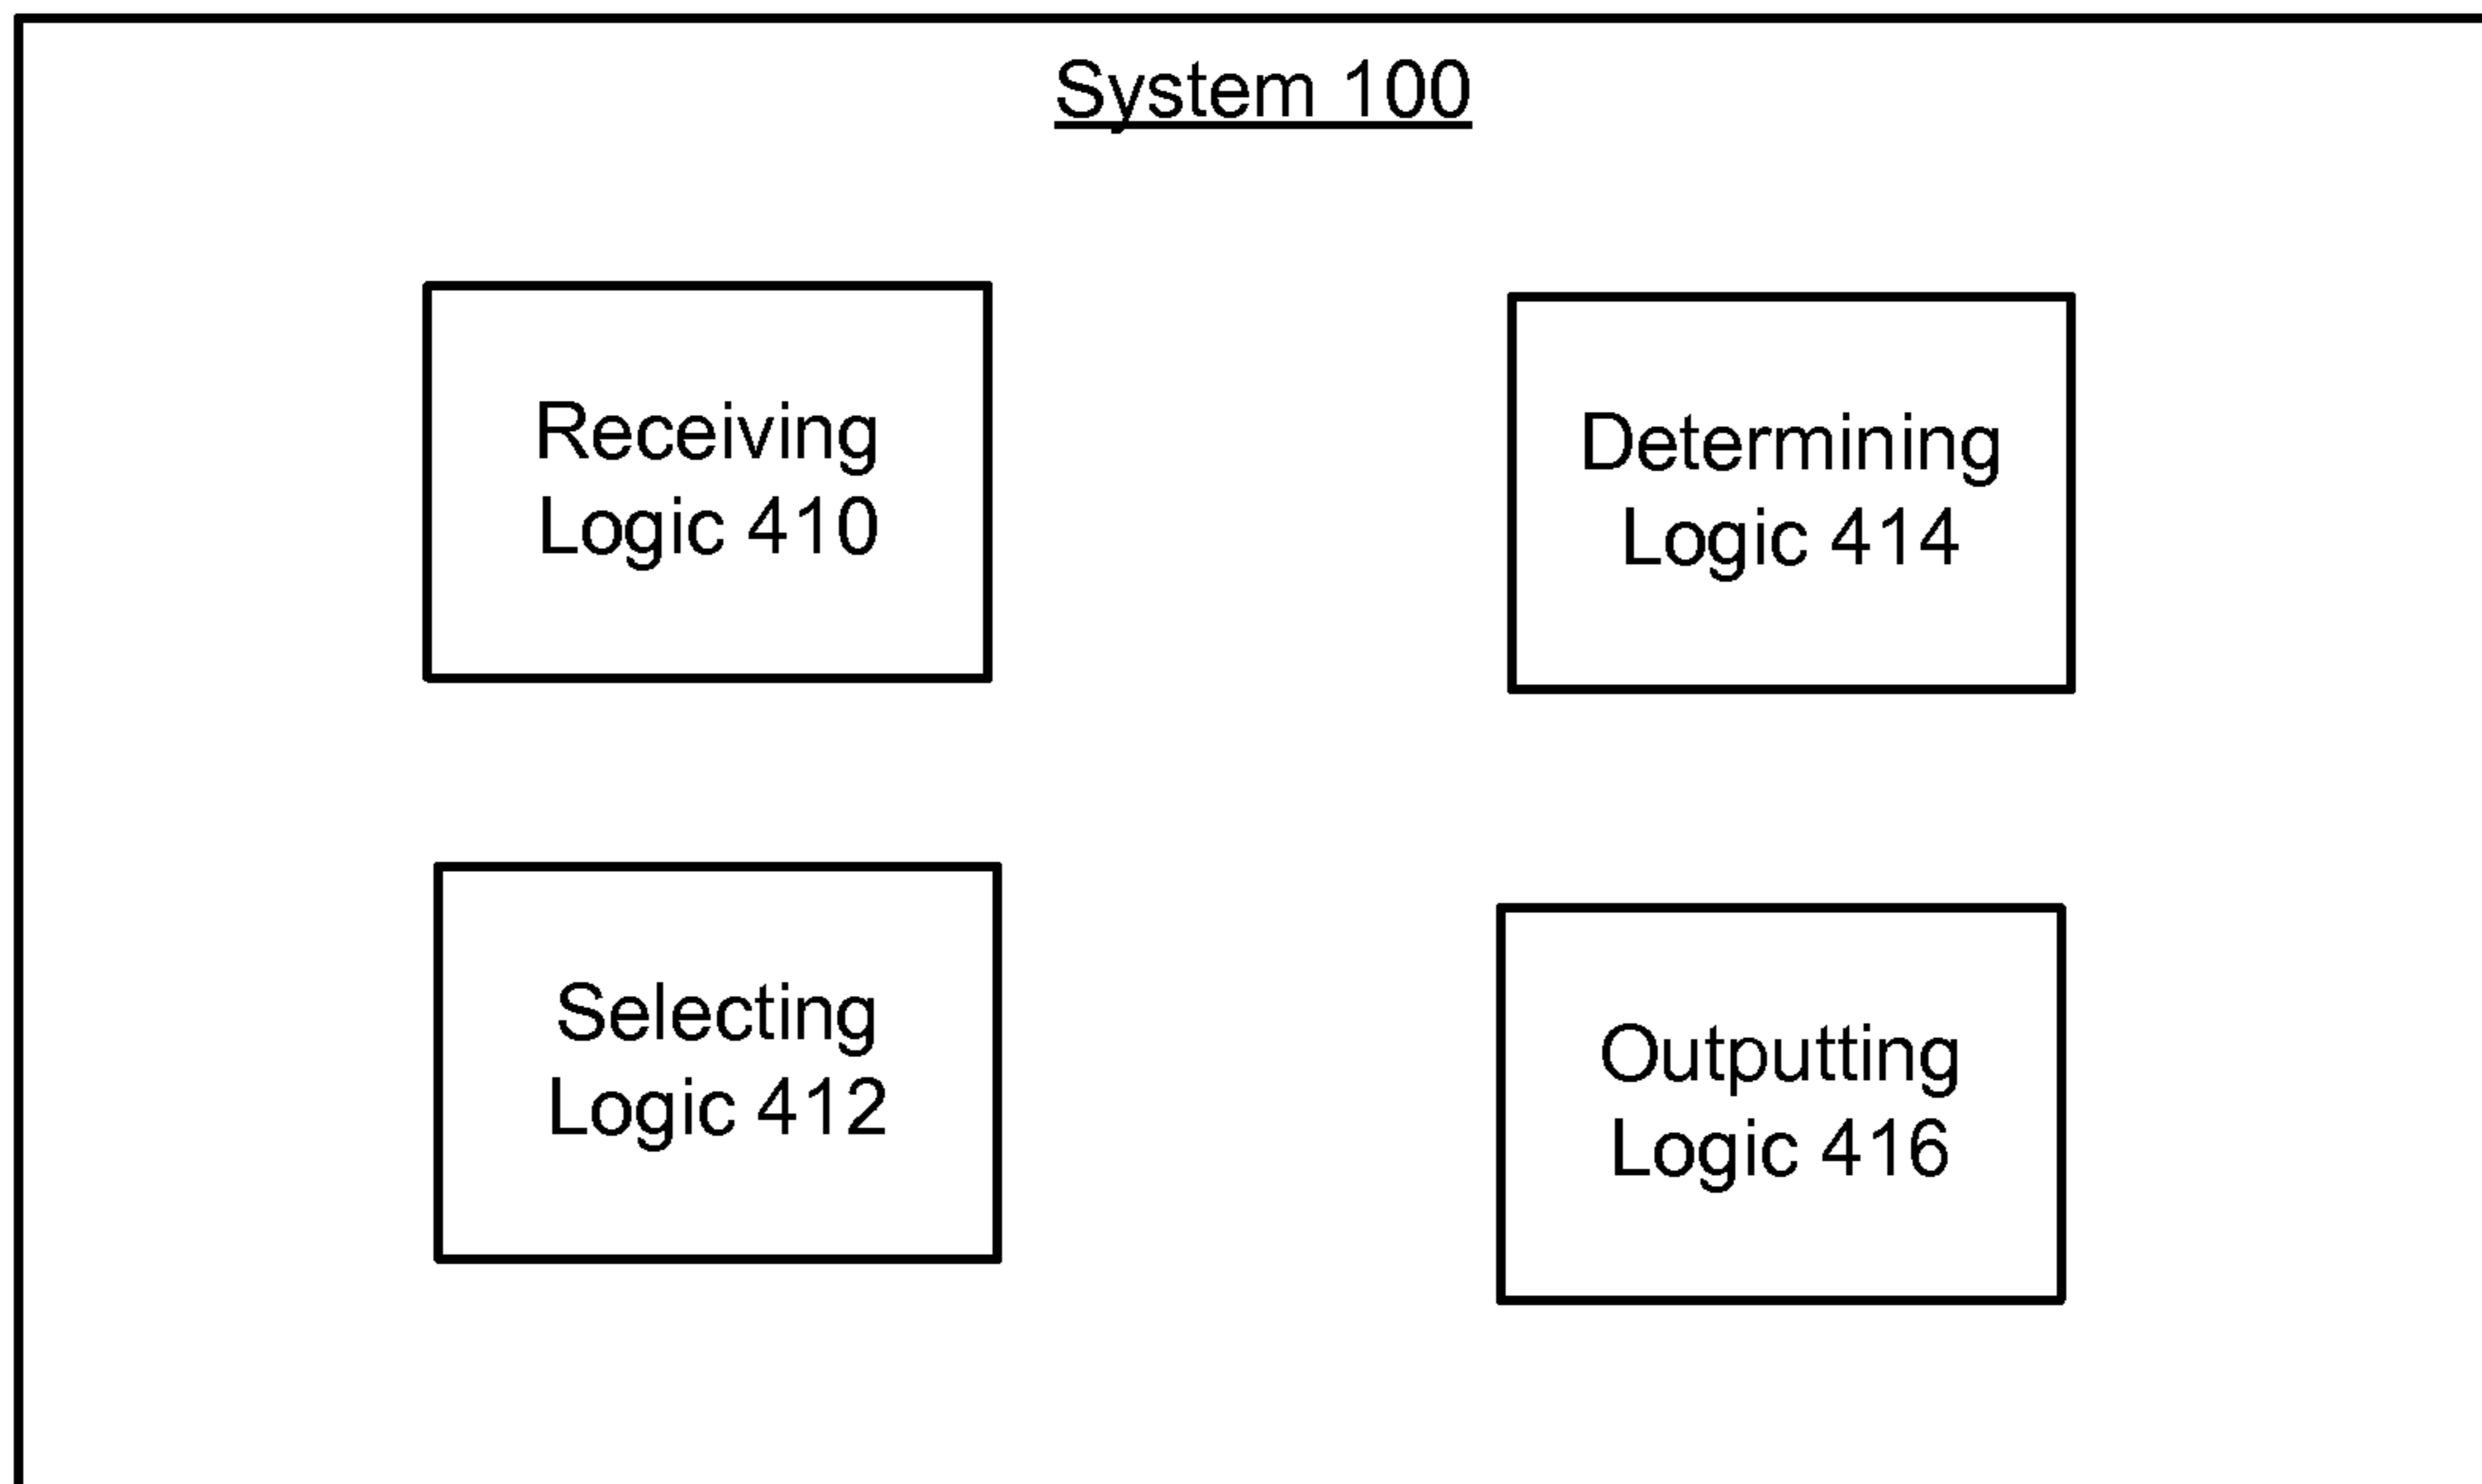 System 100
Receiving
Logic 410
Determining
Logic 414
Selecting
Logic 412
Outputting
Logic 416